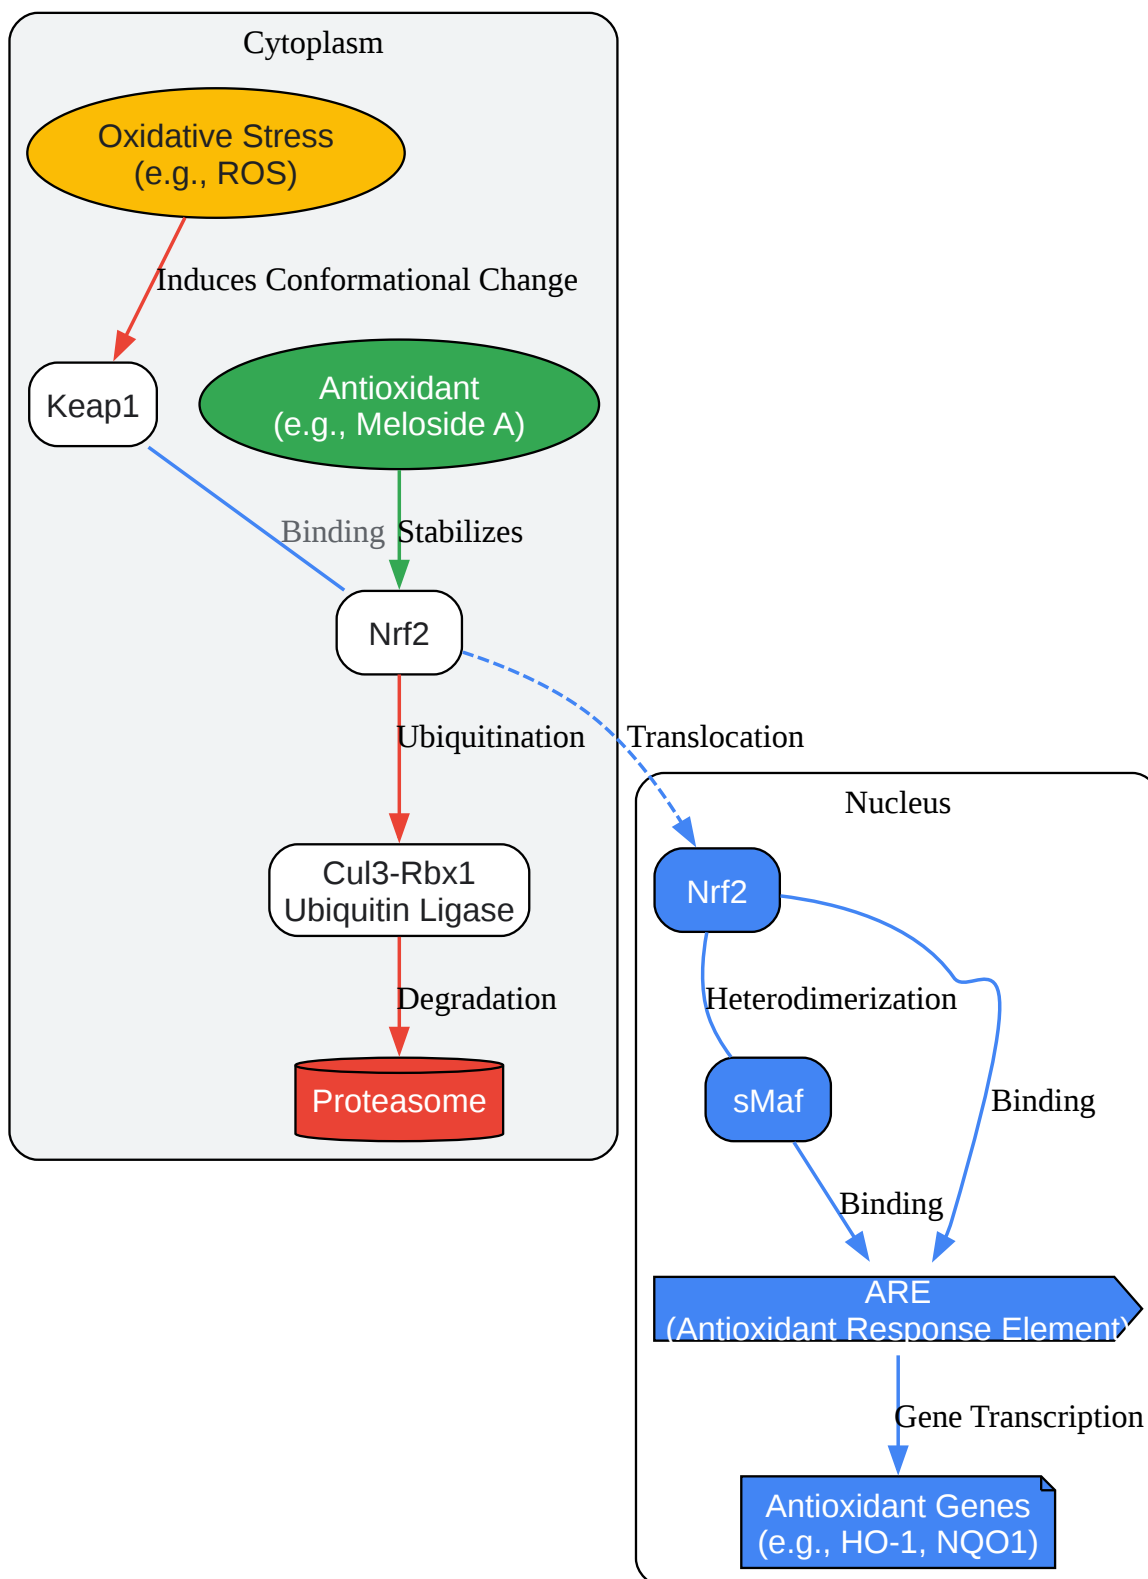 Cytoplasm
Oxidative Stress
(e.g., ROS)
Induces Conformational Change
Keap1
Antioxidant
(e.g., Meloside A)
Binding
Stabilizes
Nrf2
Ubiquitination
Translocation
Nucleus
Cul3-Rbx1
Ubiquitin Ligase
Nrf2
Degradation
Heterodimerization
Proteasome
sMaf
Binding
Binding
ARE
(Antioxidant Response Element)
Gene Transcription
Antioxidant Genes
(e.g., HO-1, NQO1)